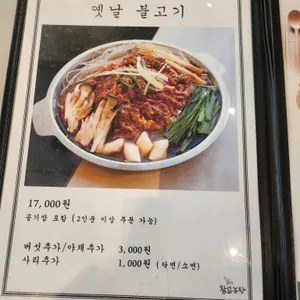 옛날 불고기
17,000원
공기밥 포함 (2인분 이상 주문 가능)
버섯추가/야채추가 3,000원
사리추가 1,000원 (당면/소면)